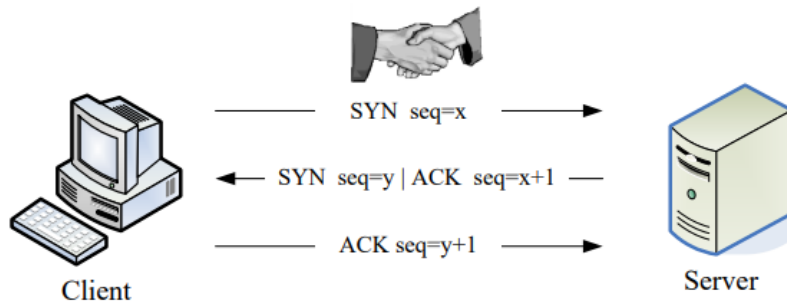 SYN seq=x
SYN seq=y | ACK seq=x+1
ACK seq=y+1
Client
Server